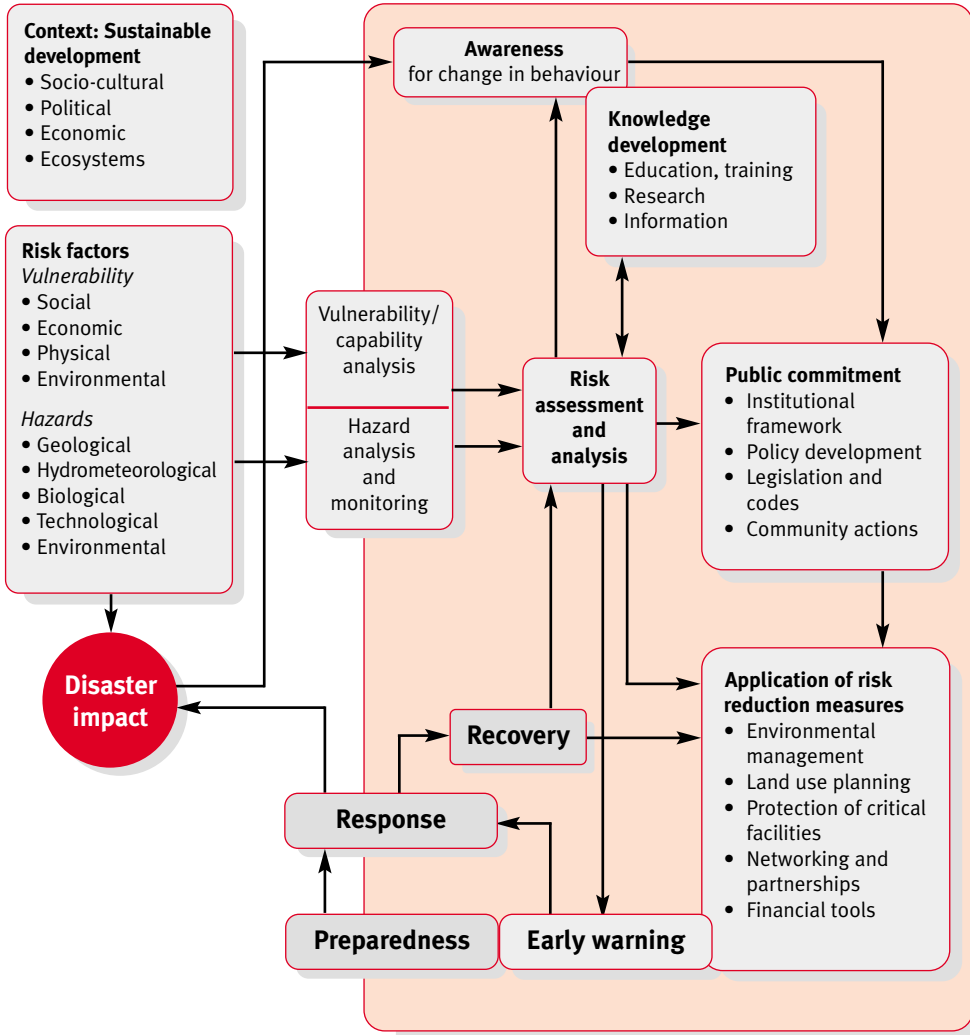 Context: Sustainable
development
• Socio-cultural
• Political
• Economic
• Ecosystems
Awareness
for change in behaviour
Knowledge
development
• Education, training
• Research
• Information
Risk factors
Vulnerability
• Social
• Economic
• Physical
• Environmental
Hazards
• Geological
• Hydrometeorological
• Biological
• Technological
• Environmental
Vulnerability/
capability
analysis
Hazard
analysis
and
monitoring
Risk
assessment
and
analysis
Public commitment
• Institutional
framework
• Policy development
• Legislation and
codes
• Community actions
Disaster
impact
Recovery
Application of risk
reduction measures
• Environmental
management
• Land use planning
• Protection of critical
facilities
• Networking and
partnerships
• Financial tools
Response
Preparedness
Early warning